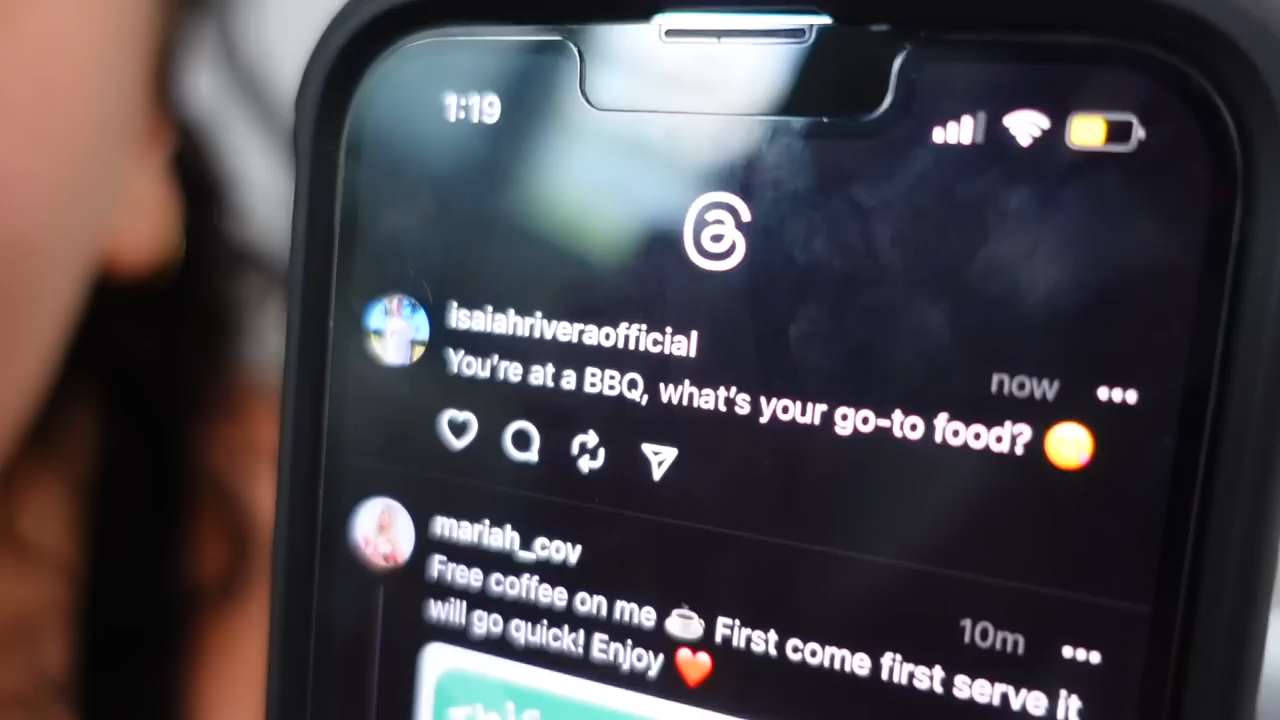 1:19
isaiahriveraofficial
now
You're at a BBQ, what's your go-to food? 😋
mariah_cov
10m
Free coffee on me ☕ First come first serve it
will go quick! Enjoy ❤️